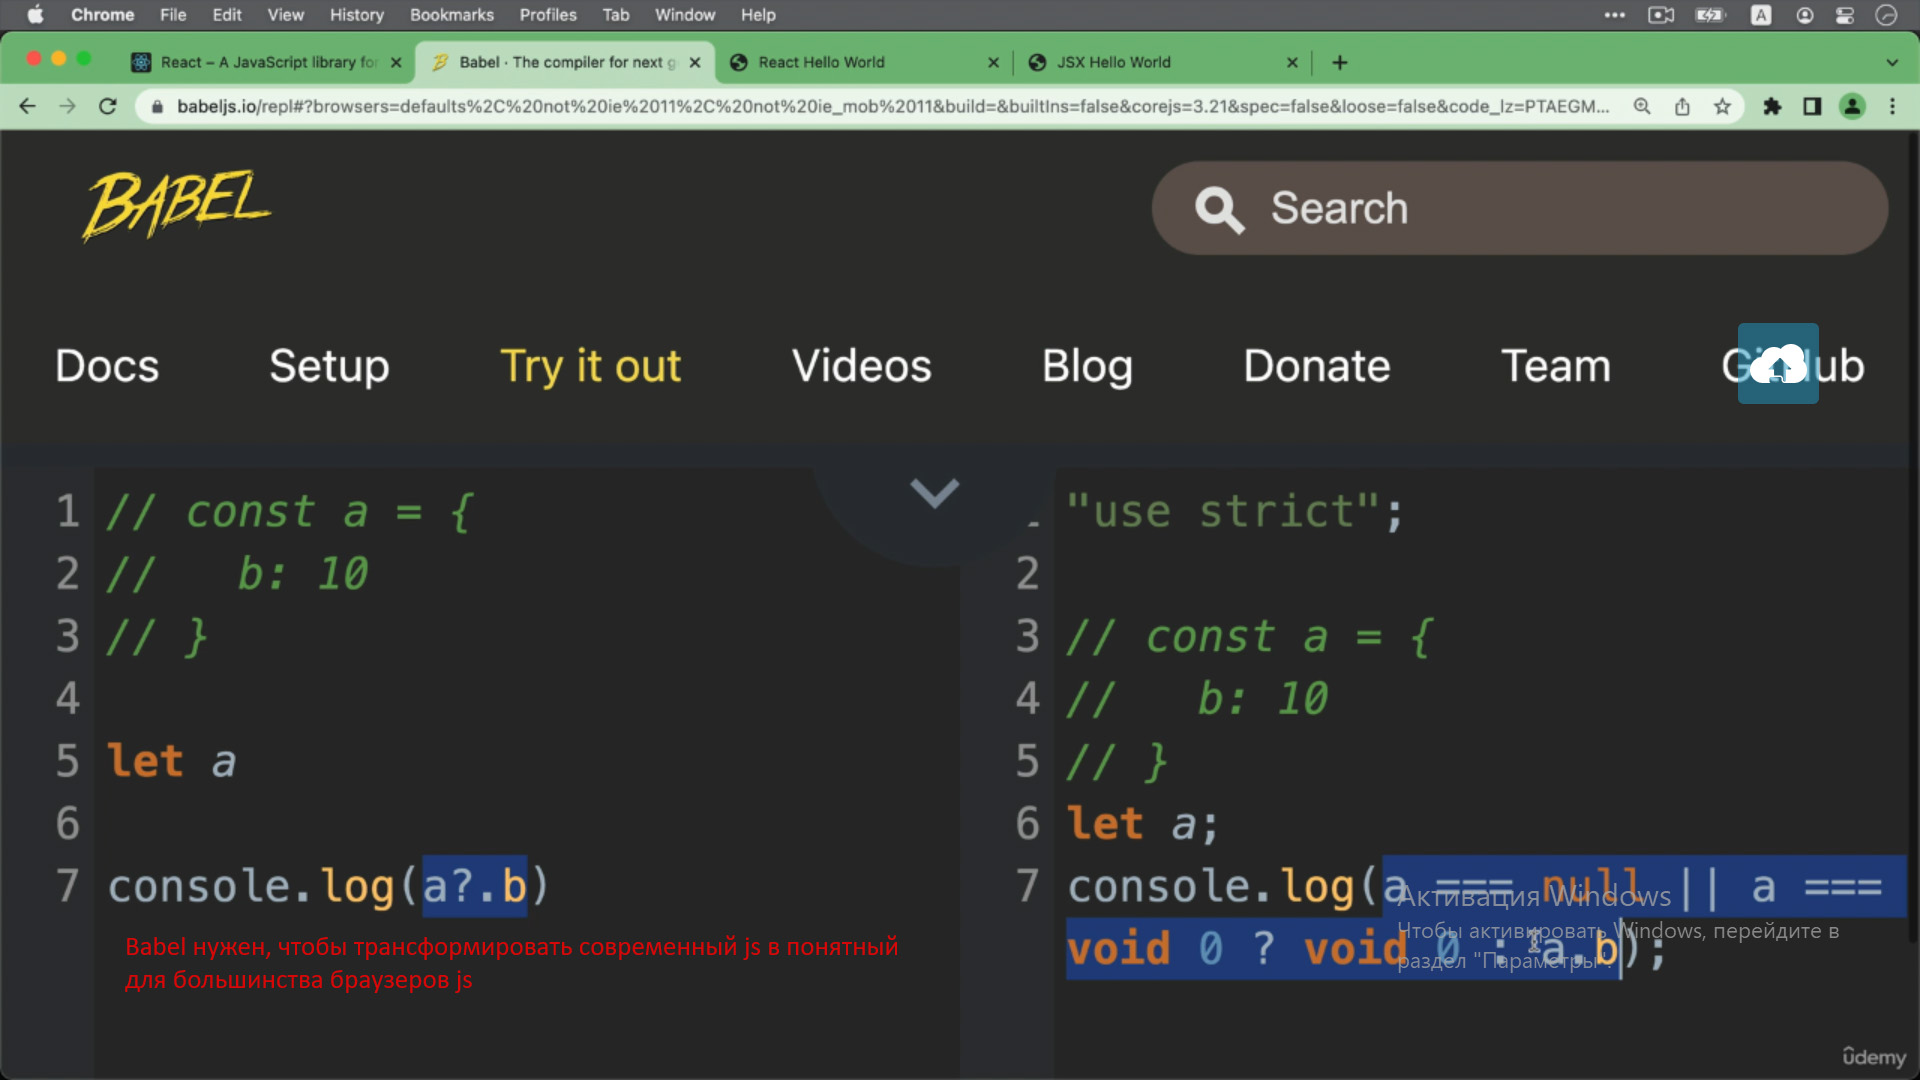 Chrome File Edit View History Bookmarks Profiles Tab Window Help
A
React – A JavaScript library for
Babel · The compiler for next g
React Hello World
JSX Hello World
babeljs.io/repl#?browsers=defaults%2C%20not%20ie%2011%2C%20not%20ie_mob%2011&build=&builtIns=false&corejs=3.21&spec=false&loose=false&code_lz=PTAEGM...
BABEL
Search
Docs Setup Try it out Videos Blog Donate Team GitHub
1 // const a = {
2 //   b: 10
3 // }
4
5 let a
6
7 console.log(a?.b)
Babel нужен, чтобы трансформировать современный js в понятный
для большинства браузеров js
"use strict";
2
3 // const a = {
4 //   b: 10
5 // }
6 let a;
7 console.log(a === null || a ===
void 0 ? void 0 : a.b);
Активация Windows
Чтобы активировать Windows, перейдите в
раздел "Параметры".
ûdemy